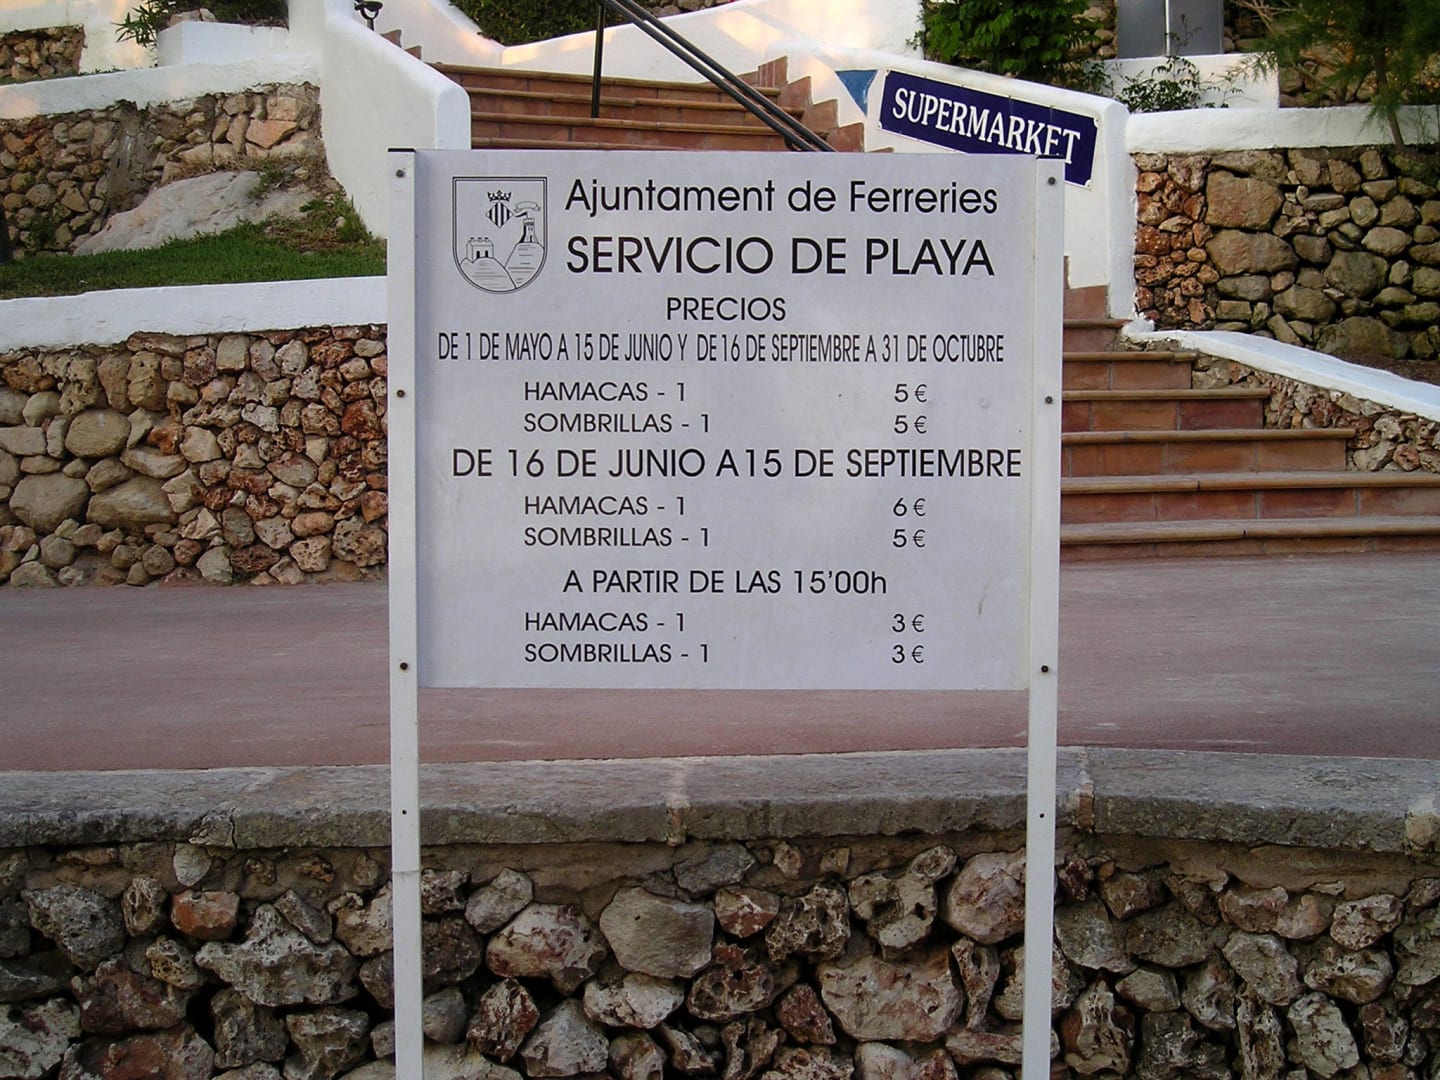 SUPERMARKET
Ajuntament de Ferreries
SERVICIO DE PLAYA
PRECIOS
DE 1 DE MAYO A 15 DE JUNIO Y DE 16 DE SEPTIEMBRE A 31 DE OCTUBRE
HAMACAS - 1 5 €
SOMBRILLAS - 1 5 €
DE 16 DE JUNIO A 15 DE SEPTIEMBRE
HAMACAS - 1 6 €
SOMBRILLAS - 1 5 €
A PARTIR DE LAS 15'00h
HAMACAS - 1 3 €
SOMBRILLAS - 1 3 €